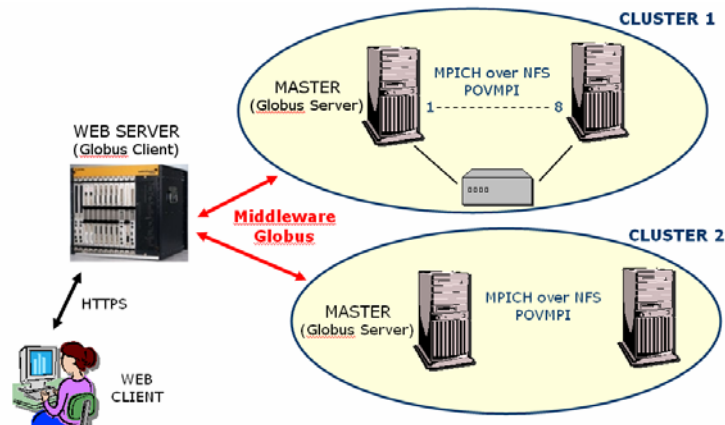 CLUSTER 1
MASTER
(Globus Server)
MPICH over NFS
POVMPI
1--------------8
WEB SERVER
(Globus Client)
Middleware
Globus
CLUSTER 2
MASTER
(Globus Server)
MPICH over NFS
POVMPI
HTTPS
WEB
CLIENT